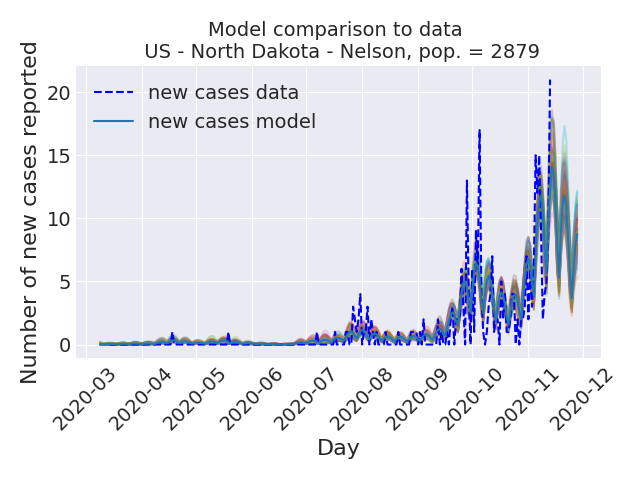 Model comparison to data
US - North Dakota - Nelson, pop. = 2879
Number of new cases reported
20
15
10
5
0
new cases data
new cases model
2020-03
2020-04
2020-05
2020-06
2020-07
2020-08
2020-09
2020-10
2020-11
2020-12
Day